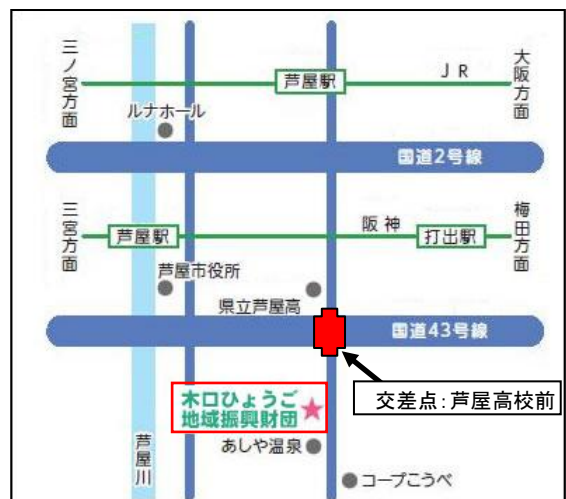 三ノ宮方面
芦屋駅
J R
大阪方面
ルナホール
国道2号線
三宮方面
芦屋駅
阪神
打出駅
梅田方面
芦屋市役所
県立芦屋高
国道43号線
木口ひょうご
地域振興財団
交差点:芦屋高校前
あしや温泉
芦屋川
コープこうべ